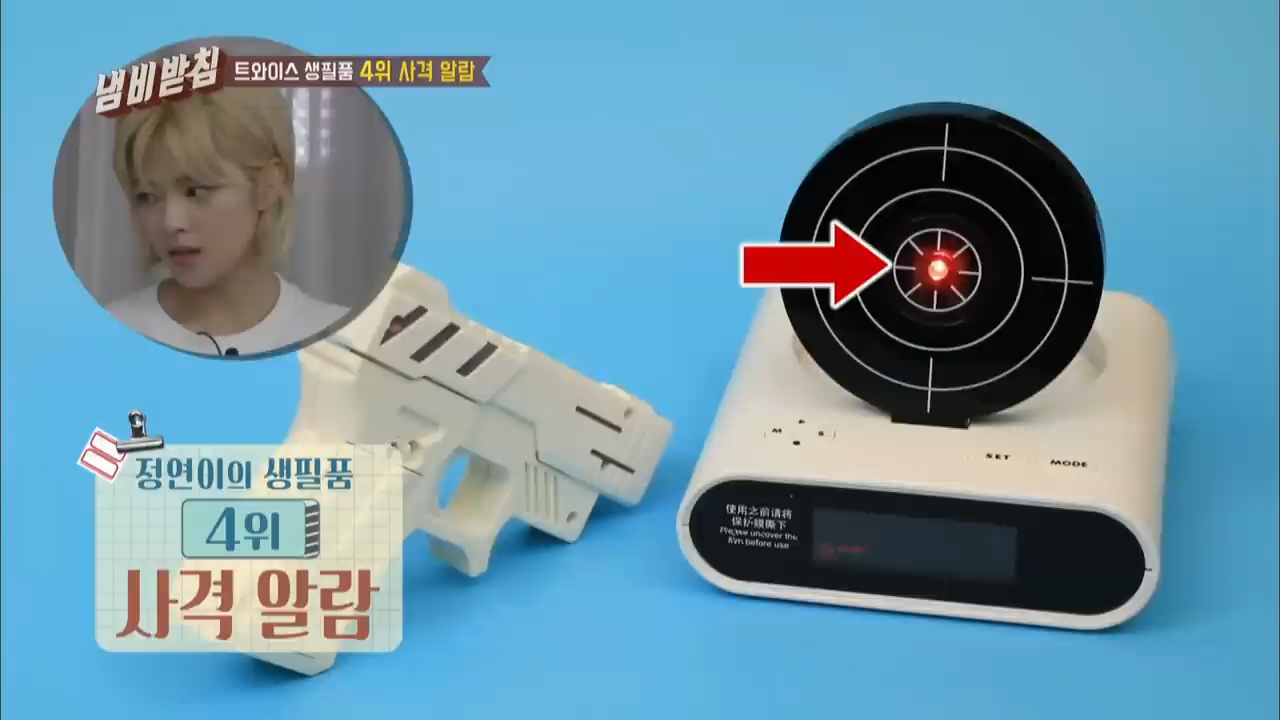 냄비받침
트와이스 생필품 4위 사격 알람
정연이의 생필품
4위
사격 알람
M
S
SET
MODE
使用之前请将
保护膜撕下
Please uncover the
film before use